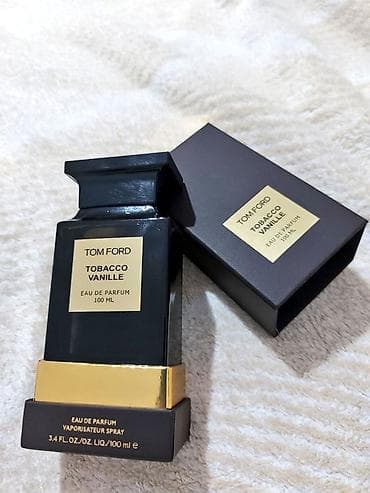 TOM FORD
TOBACCO
VANILLE
EAU DE PARFUM
100 ML
EAU DE PARFUM
VAPORISATEUR SPRAY
3.4 FL.OZ./OZ. LIQ/100 ml e
TOM FORD
TOBACCO
VANILLE
EAU DE PARFUM
100 ML